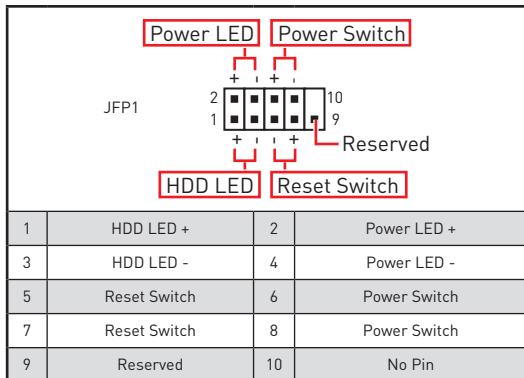 Power LED Power Switch
+ - + -
JFP1
2 10
1 9
+ - - +
Reserved
HDD LED Reset Switch
1 HDD LED + 2 Power LED +
3 HDD LED - 4 Power LED -
5 Reset Switch 6 Power Switch
7 Reset Switch 8 Power Switch
9 Reserved 10 No Pin